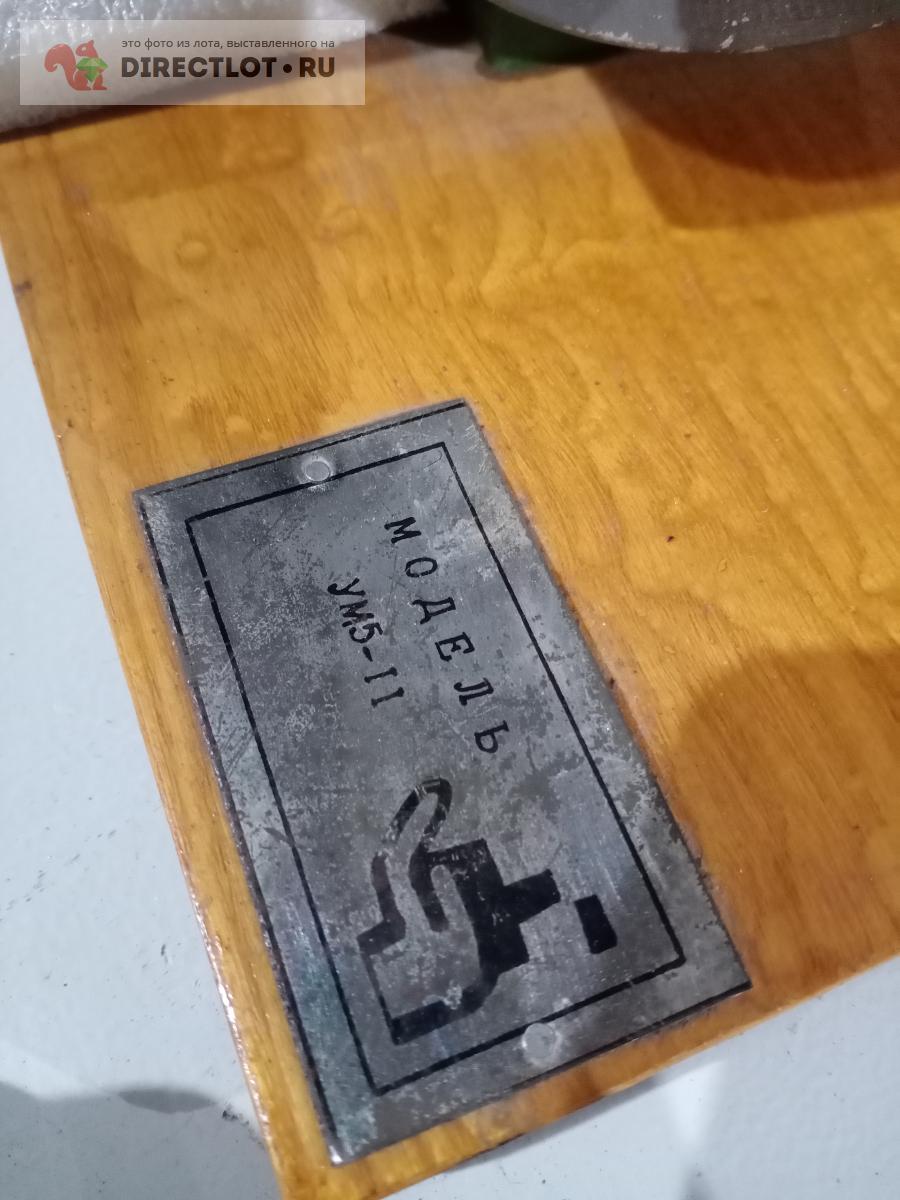 это фото из лота, выставленного на
DIRECTLOT•RU
МОДЕЛЬ
УМ5-11